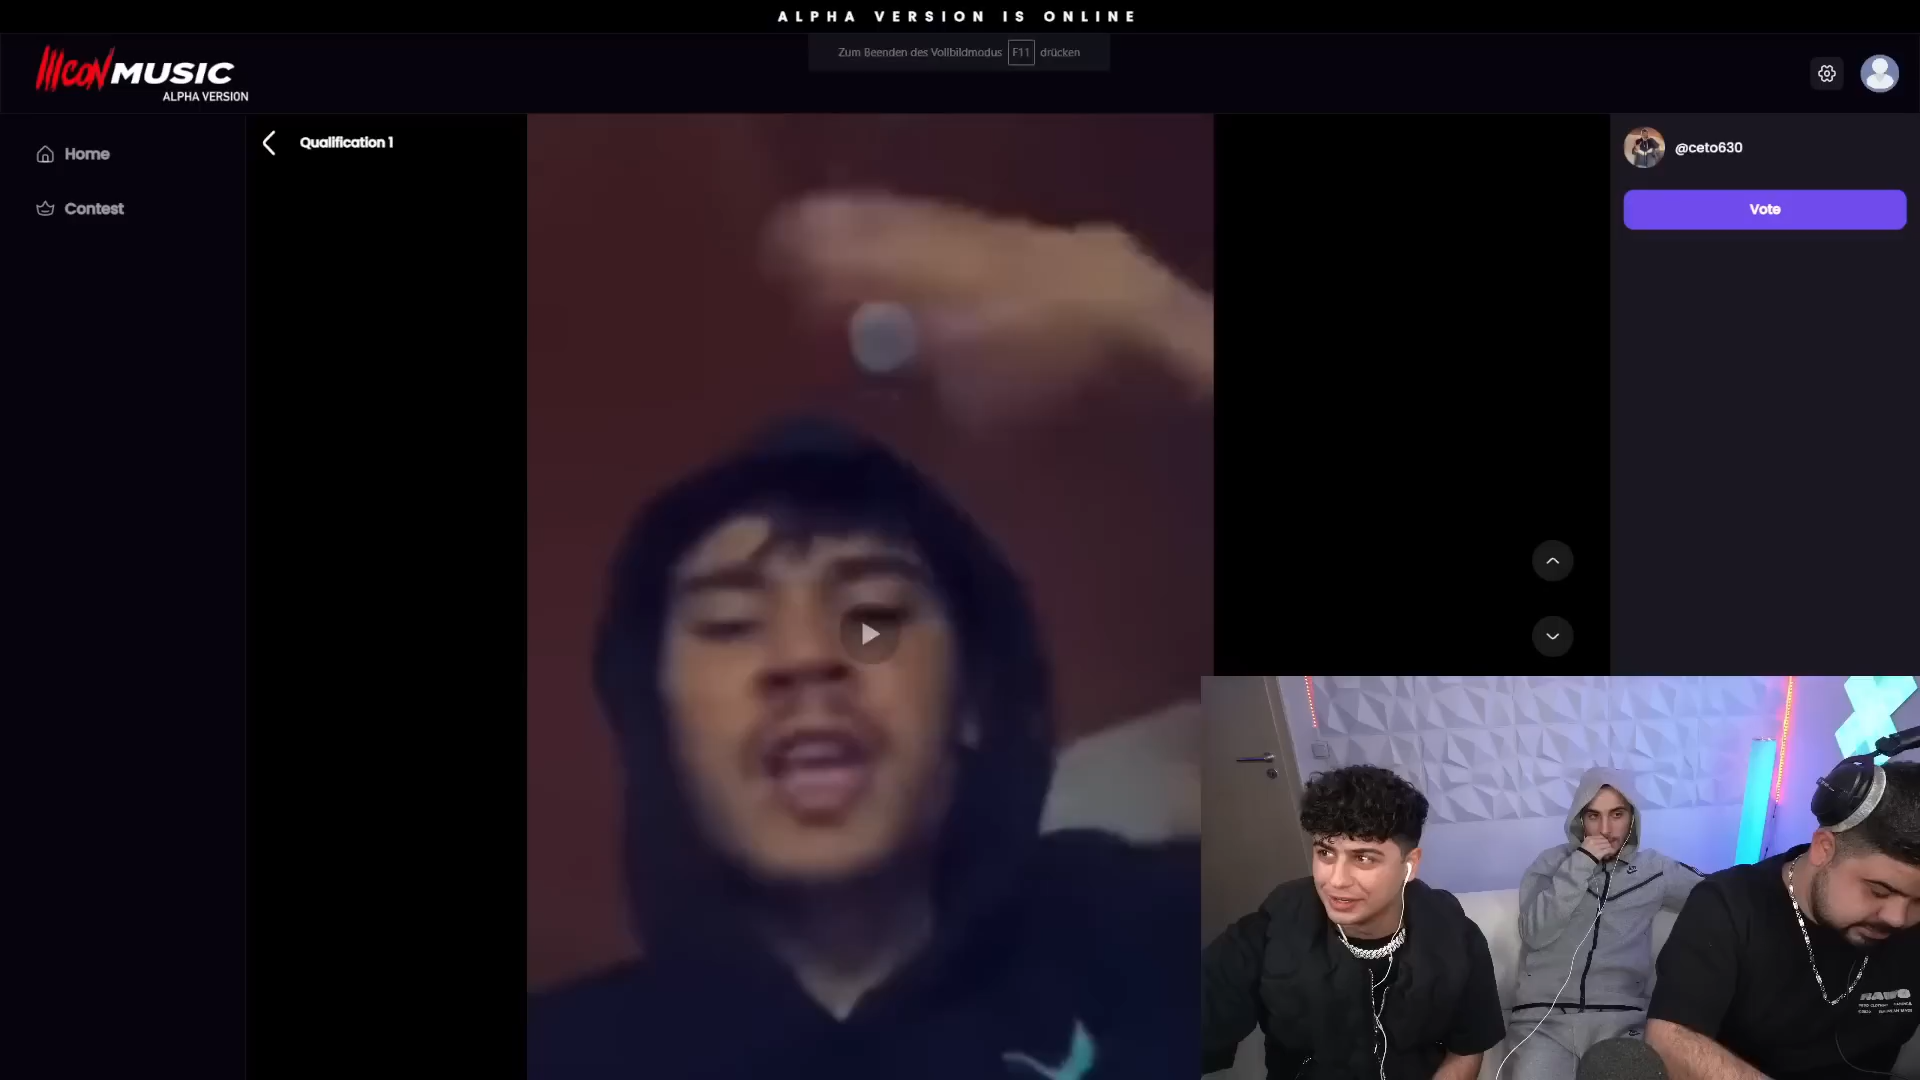 ALPHA VERSION IS ONLINE
Zum Beenden des Vollbildmodus F11 drücken
IIICON MUSIC
ALPHA VERSION
Home
Contest
Qualification 1
@ceto630
Vote